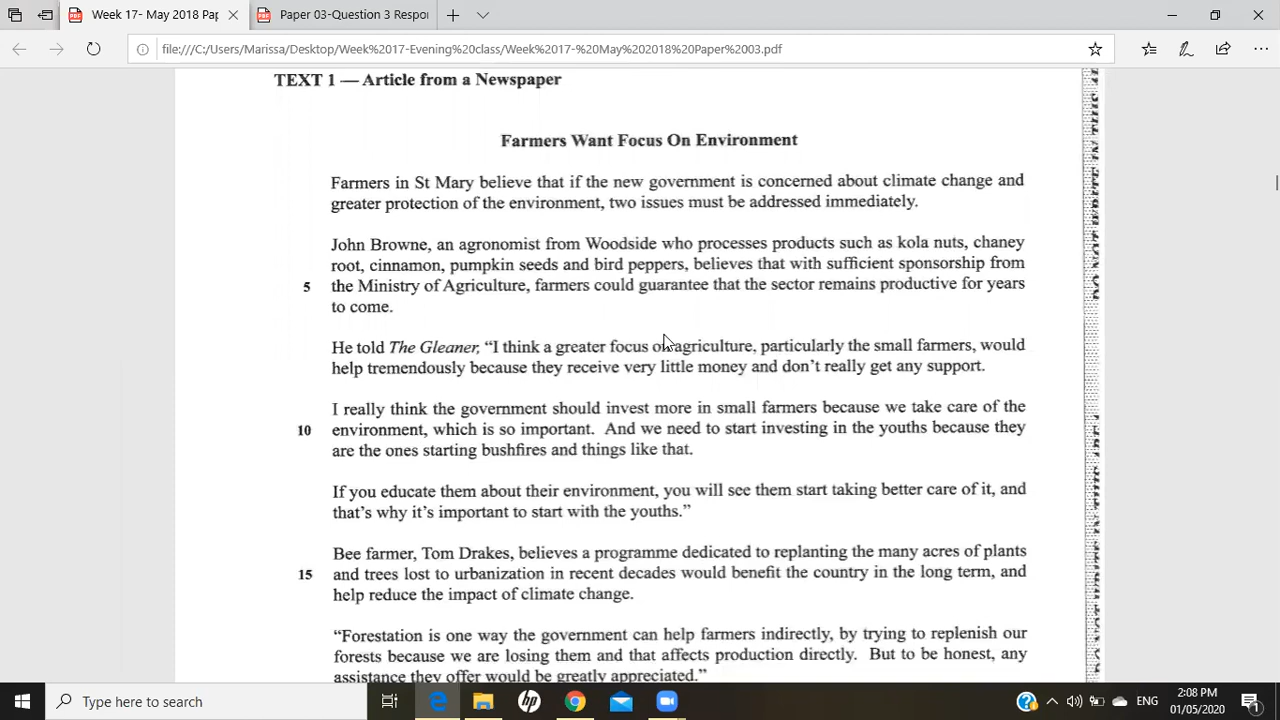 Week 17- May 2018 Pap
Paper 03-Question 3 Respon
file:///C:/Users/Marissa/Desktop/Week%2017-Evening%20class/Week%2017-%20May%202018%20Paper%2003.pdf
TEXT 1 — Article from a Newspaper
Farmers Want Focus On Environment
Farmers in St Mary believe that if the new government is concerned about climate change and
greater protection of the environment, two issues must be addressed immediately.
John Browne, an agronomist from Woodside who processes products such as kola nuts, chaney
root, cinnamon, pumpkin seeds and bird peppers, believes that with sufficient sponsorship from
5 the Ministry of Agriculture, farmers could guarantee that the sector remains productive for years
to come.
He told The Gleaner, “I think a greater focus on agriculture, particularly the small farmers, would
help tremendously because they receive very little money and don’t really get any support.
I really think the government should invest more in small farmers because we take care of the
10 environment, which is so important. And we need to start investing in the youths because they
are the ones starting bushfires and things like that.
If you educate them about their environment, you will see them start taking better care of it, and
that’s why it’s important to start with the youths.”
Bee farmer, Tom Drakes, believes a programme dedicated to replanting the many acres of plants
15 and trees lost to urbanization in recent decades would benefit the country in the long term, and
help reduce the impact of climate change.
“Forestation is one way the government can help farmers indirectly, by trying to replenish our
forests because we are losing them and that affects production directly. But to be honest, any
assistance they offer would be greatly appreciated.”
Type here to search
ENG
2:08 PM
01/05/2020